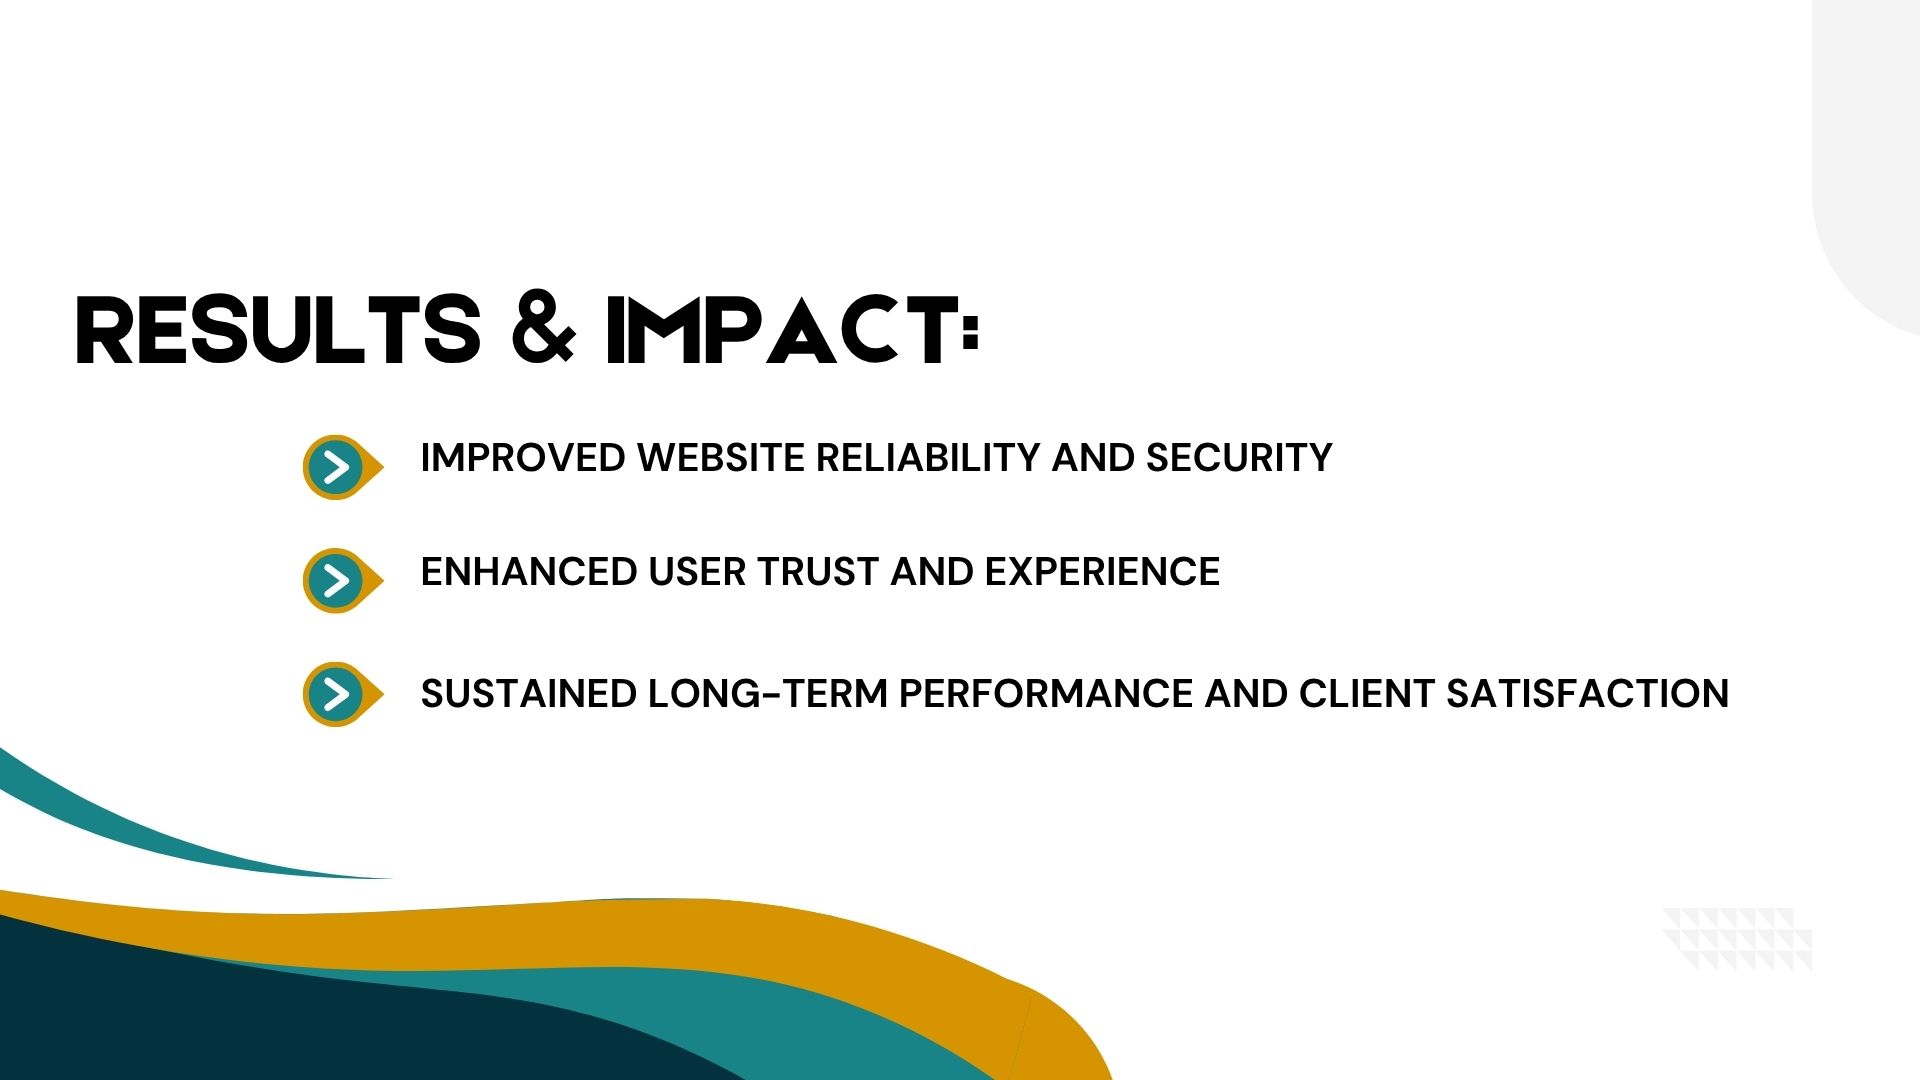 RESULTS & IMPACT:
IMPROVED WEBSITE RELIABILITY AND SECURITY
ENHANCED USER TRUST AND EXPERIENCE
SUSTAINED LONG-TERM PERFORMANCE AND CLIENT SATISFACTION